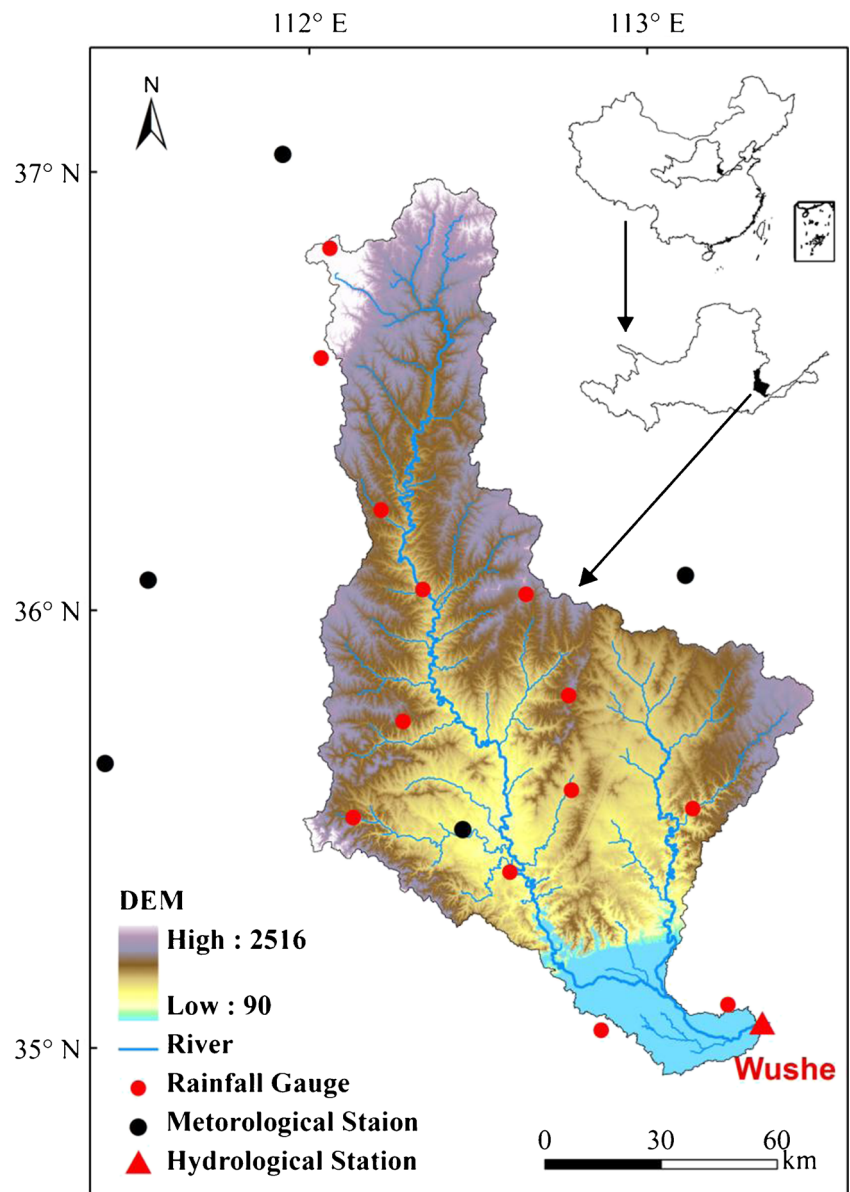 112° E 113° E
N
37° N
36° N
35° N
DEM
High : 2516
Low : 90
River
Rainfall Gauge
Metorological Staion
Hydrological Station
Wushe
0 30 60
km